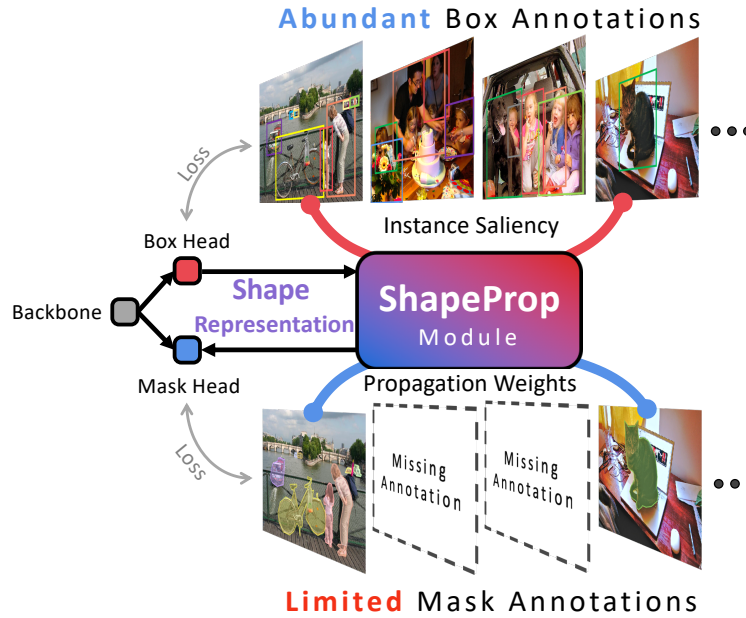 Abundant Box Annotations
Loss
Instance Saliency
Box Head
Shape
Representation
ShapeProp
Module
Backbone
Mask Head
Propagation Weights
Loss
Missing
Annotation
Missing
Annotation
Limited Mask Annotations